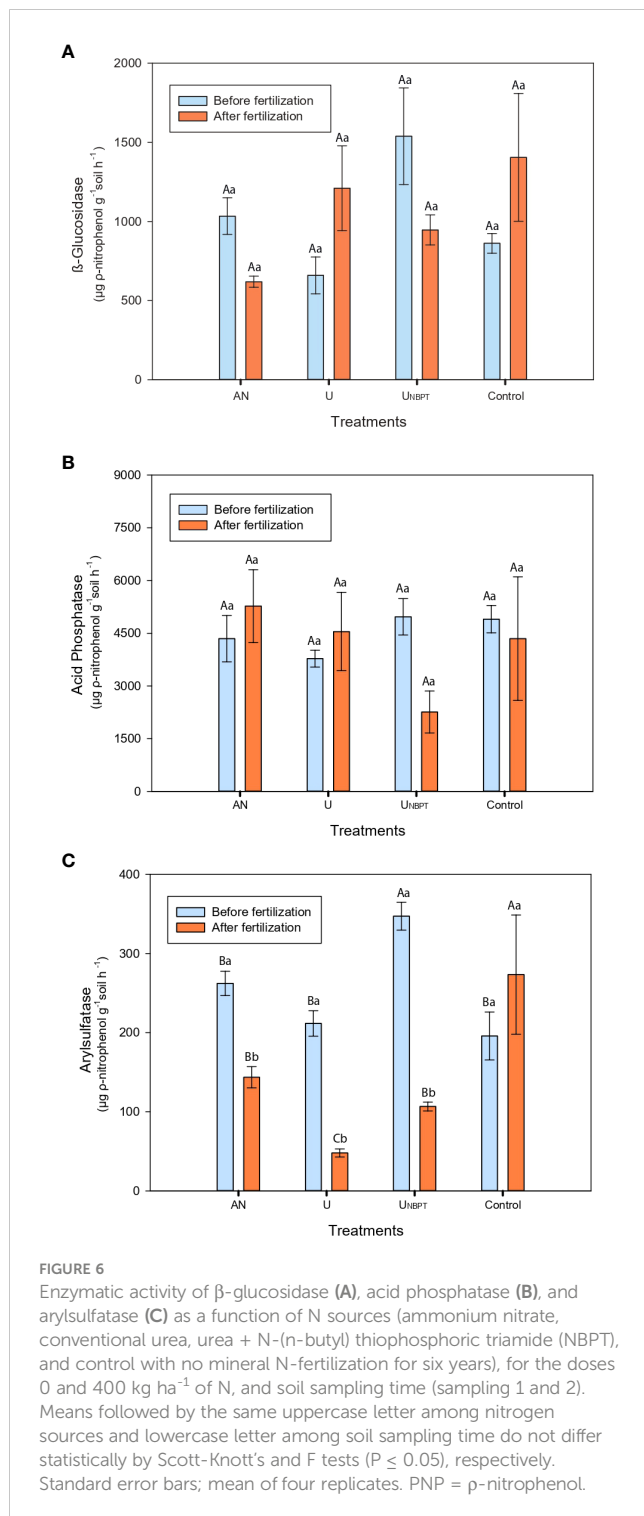 A
2000
1500
1000
500
0
ß-Glucosidase
(µg ρ-nitrophenol g⁻¹soil h⁻¹)
Before fertilization
After fertilization
Aa
Aa
Aa
Aa
Aa
Aa
Aa
Aa
AN
U
UNBPT
Control
Treatments
B
9000
7500
6000
4500
3000
1500
0
Acid Phosphatase
(µg ρ-nitrophenol g⁻¹soil h⁻¹)
Before fertilization
After fertilization
Aa
Aa
Aa
Aa
Aa
Aa
Aa
Aa
AN
U
UNBPT
Control
Treatments
C
400
300
200
100
0
Arylsulfatase
(µg ρ-nitrophenol g⁻¹soil h⁻¹)
Before fertilization
After fertilization
Ba
Bb
Ba
Cb
Aa
Bb
Ba
Aa
AN
U
UNBPT
Control
Treatments
FIGURE 6
Enzymatic activity of β-glucosidase (A), acid phosphatase (B), and
arylsulfatase (C) as a function of N sources (ammonium nitrate,
conventional urea, urea + N-(n-butyl) thiophosphoric triamide (NBPT),
and control with no mineral N-fertilization for six years), for the doses
0 and 400 kg ha⁻¹ of N, and soil sampling time (sampling 1 and 2).
Means followed by the same uppercase letter among nitrogen
sources and lowercase letter among soil sampling time do not differ
statistically by Scott-Knott's and F tests (P ≤ 0.05), respectively.
Standard error bars; mean of four replicates. PNP = ρ-nitrophenol.